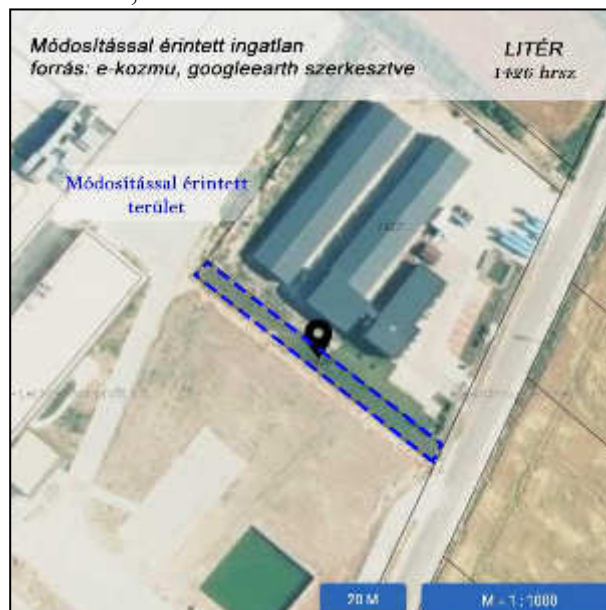 Módosítással érintett ingatlan
forrás: e-kozmu, googleearth szerkesztve
LITÉR
1426 hrsz
Módosítással érintett
terület
20 M
M - 1 : 1000